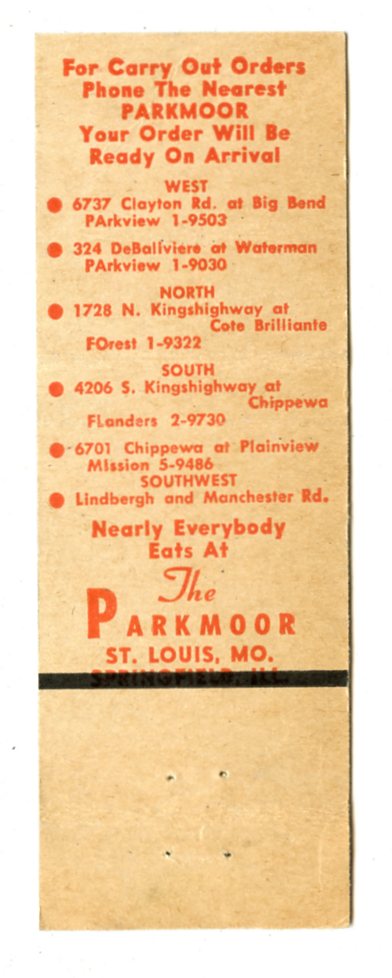 For Carry Out Orders
Phone The Nearest
PARKMOOR
Your Order Will Be
Ready On Arrival
WEST
● 6737 Clayton Rd. at Big Bend
PArkview 1-9503
● 324 DeBaliviere at Waterman
PArkview 1-9030
NORTH
● 1728 N. Kingshighway at
Cote Brilliante
FOrest 1-9322
SOUTH
● 4206 S. Kingshighway at
Chippewa
FLanders 2-9730
● 6701 Chippewa at Plainview
Mission 5-9486
SOUTHWEST
● Lindbergh and Manchester Rd.
Nearly Everybody
Eats At
The
PARKMOOR
ST. LOUIS, MO.
SPRINGFIELD, ILL.